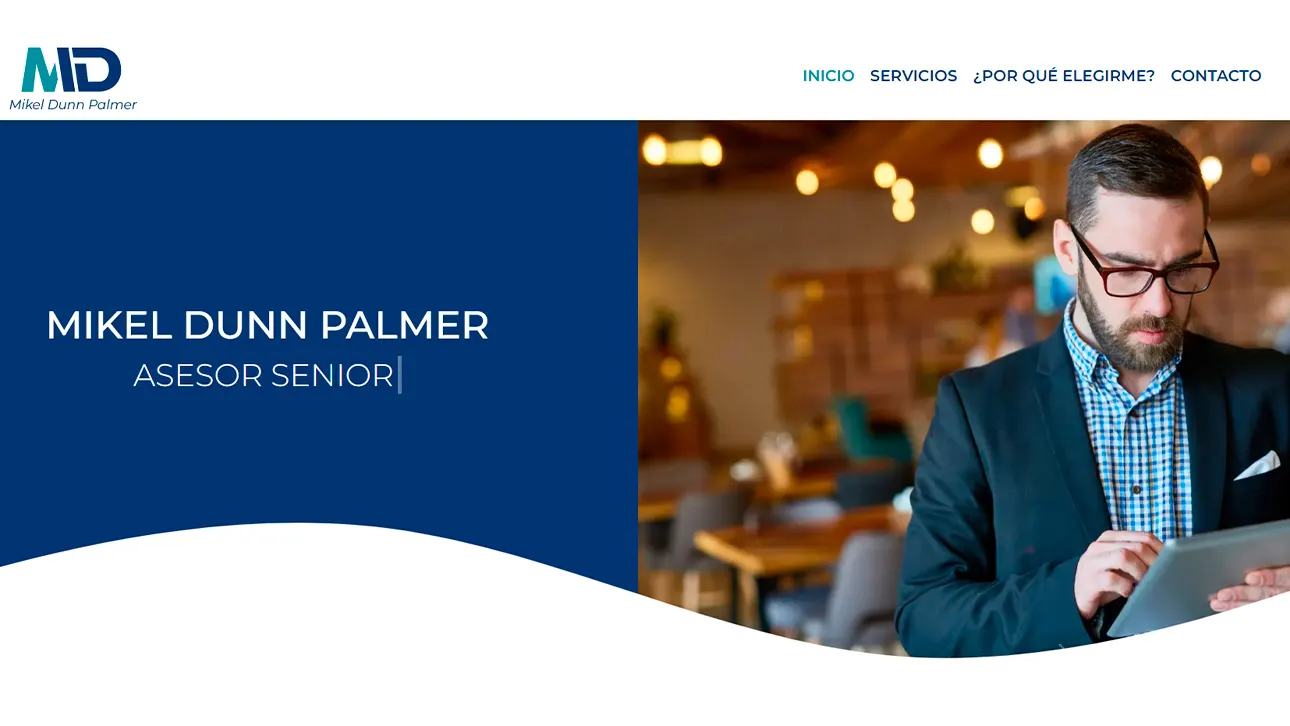 MD
Mikel Dunn Palmer
INICIO SERVICIOS ¿POR QUÉ ELEGIRME? CONTACTO
MIKEL DUNN PALMER
ASESOR SENIOR